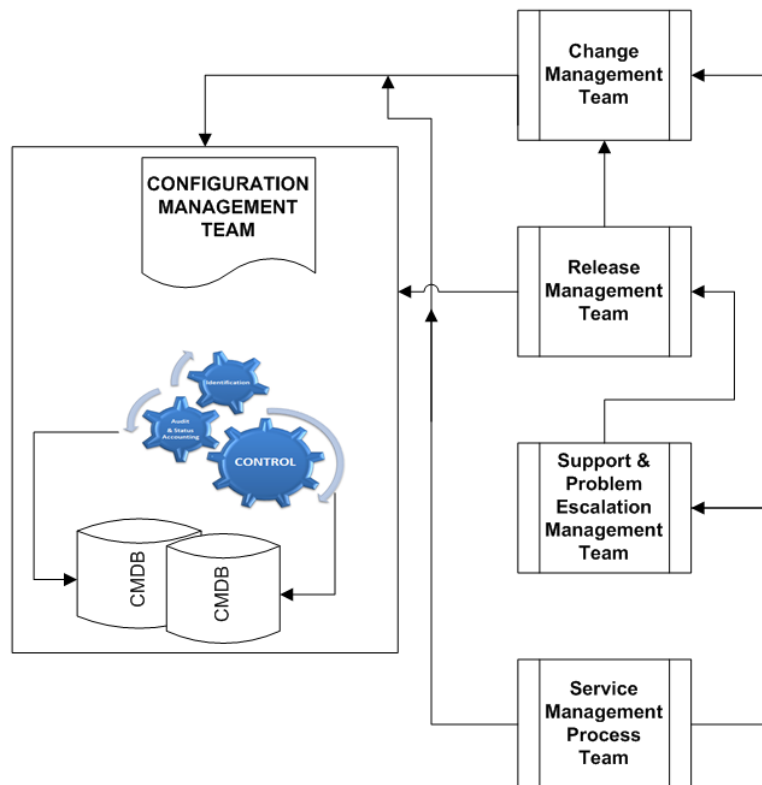 Change
Management
Team
CONFIGURATION
MANAGEMENT
TEAM
Release
Management
Team
Identification
Audit
& Status
Accounting
CONTROL
Support &
Problem
Escalation
Management
Team
CMDB
CMDB
Service
Management
Process
Team